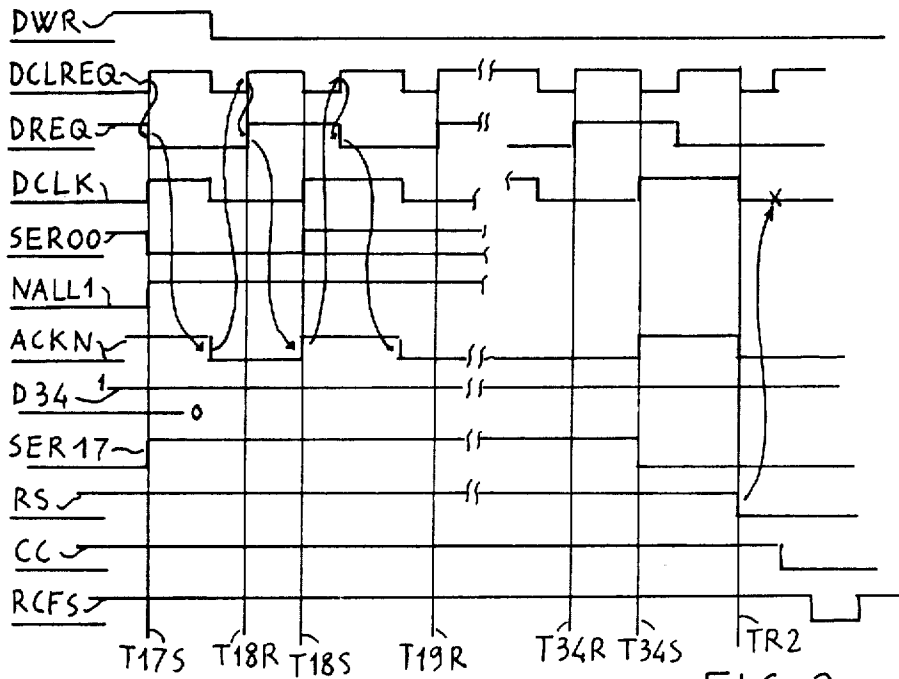 DWR
DCLREQ
DREQ
DCLK
SER00
NALL1
ACKN
D34 1
0
SER17
RS
CC
RCFS
T17S T18R T18S T19R T34R T34S TR2